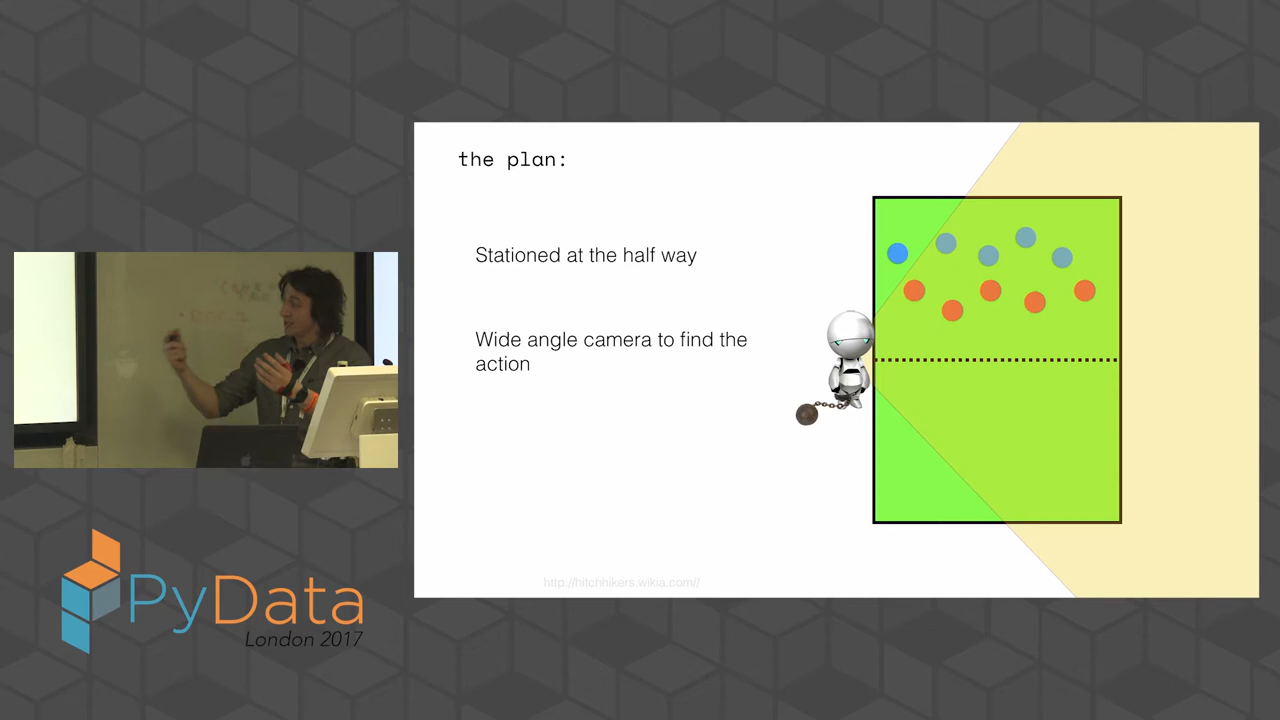 the plan:
Stationed at the half way
Wide angle camera to find the
action
http://hitchhikers.wikia.com//
PyData
London 2017